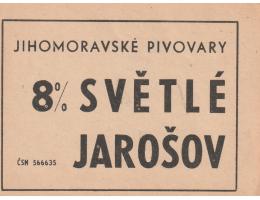 JIHOMORAVSKÉ PIVOVARY
8% SVĚTLÉ
ČSN 566635 JAROŠOV